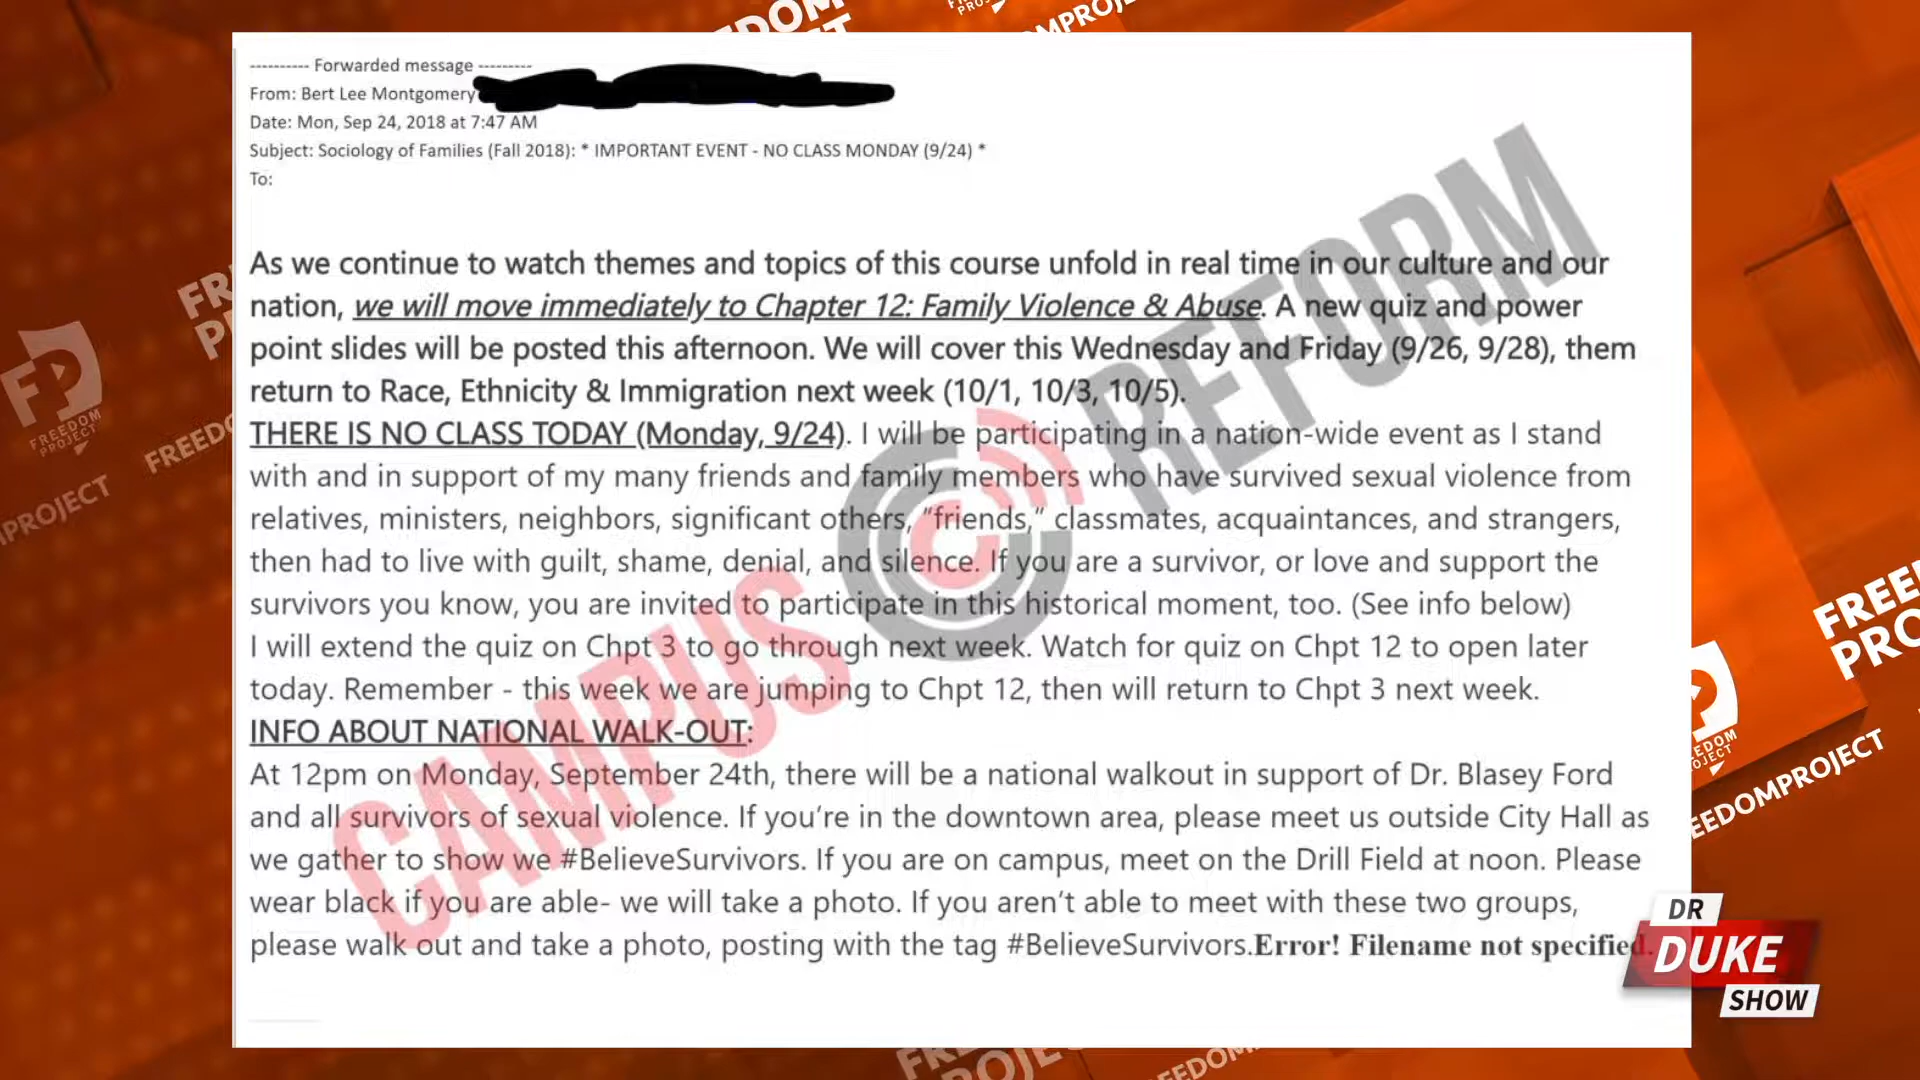 ---------- Forwarded message ---------
From: Bert Lee Montgomery
Date: Mon, Sep 24, 2018 at 7:47 AM
Subject: Sociology of Families (Fall 2018): * IMPORTANT EVENT - NO CLASS MONDAY (9/24) *
To:
As we continue to watch themes and topics of this course unfold in real time in our culture and our
nation, we will move immediately to Chapter 12: Family Violence & Abuse. A new quiz and power
point slides will be posted this afternoon. We will cover this Wednesday and Friday (9/26, 9/28), them
return to Race, Ethnicity & Immigration next week (10/1, 10/3, 10/5).
THERE IS NO CLASS TODAY (Monday, 9/24). I will be participating in a nation-wide event as I stand
with and in support of my many friends and family members who have survived sexual violence from
relatives, ministers, neighbors, significant others, “friends,” classmates, acquaintances, and strangers,
then had to live with guilt, shame, denial, and silence. If you are a survivor, or love and support the
survivors you know, you are invited to participate in this historical moment, too. (See info below)
I will extend the quiz on Chpt 3 to go through next week. Watch for quiz on Chpt 12 to open later
today. Remember - this week we are jumping to Chpt 12, then will return to Chpt 3 next week.
INFO ABOUT NATIONAL WALK-OUT:
At 12pm on Monday, September 24th, there will be a national walkout in support of Dr. Blasey Ford
and all survivors of sexual violence. If you’re in the downtown area, please meet us outside City Hall as
we gather to show we #BelieveSurvivors. If you are on campus, meet on the Drill Field at noon. Please
wear black if you are able- we will take a photo. If you aren’t able to meet with these two groups,
please walk out and take a photo, posting with the tag #BelieveSurvivors.Error! Filename not specified.
CAMPUS REFORM
DR
DUKE
SHOW
FREEDOM
PROJECT